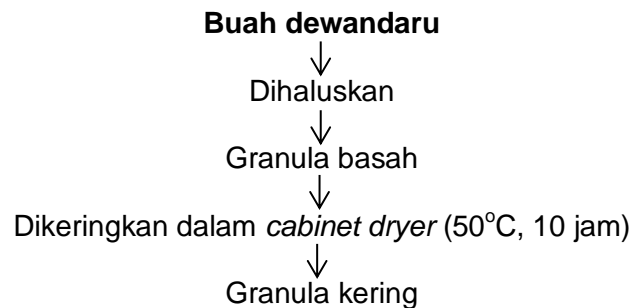 Buah dewandaru
Dihaluskan
Granula basah
Dikeringkan dalam cabinet dryer (50°C, 10 jam)
Granula kering